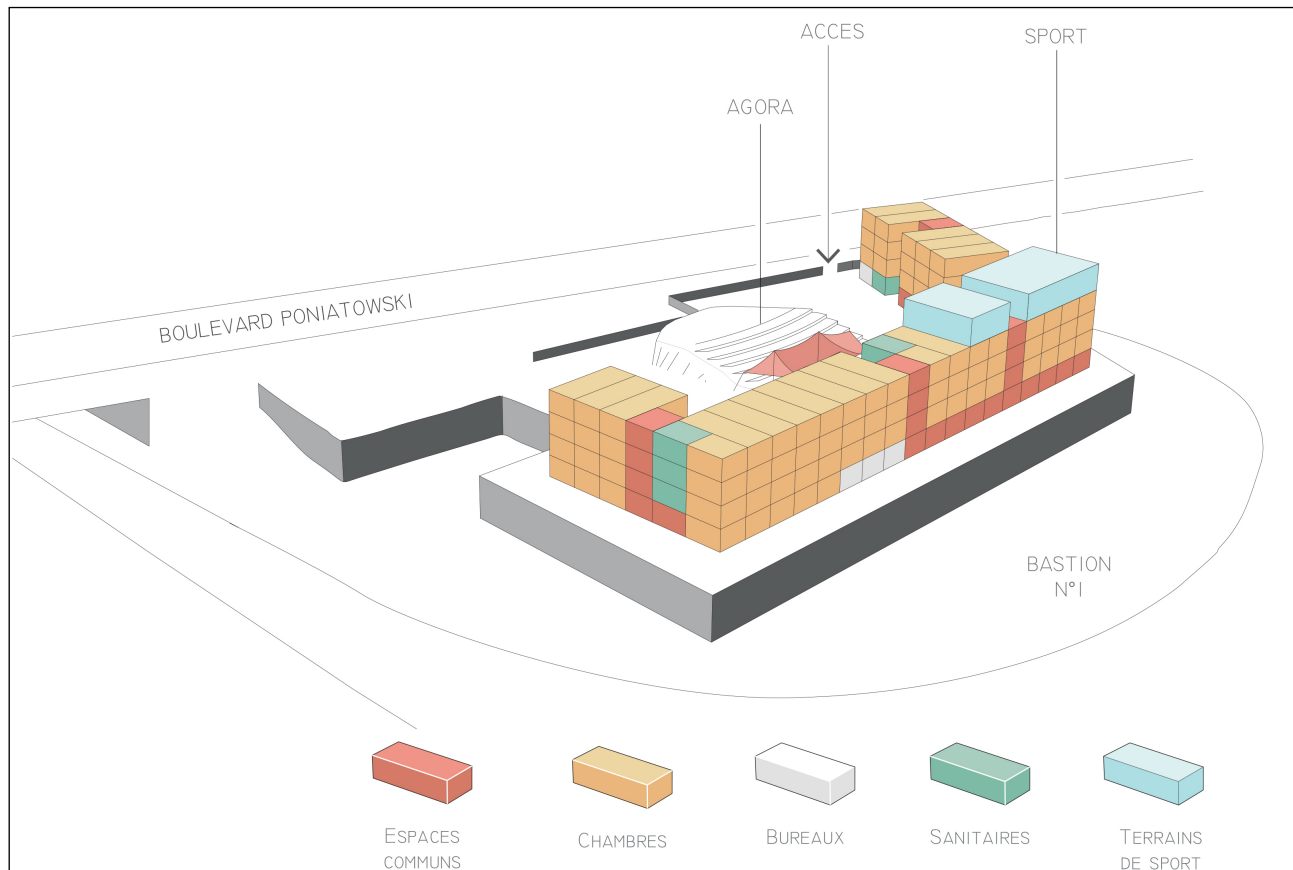 ACCES
SPORT
AGORA
BOULEVARD PONIATOWSKI
BASTION
N°1
ESPACES
COMMUNS
CHAMBRES
BUREAUX
SANITAIRES
TERRAINS
DE SPORT